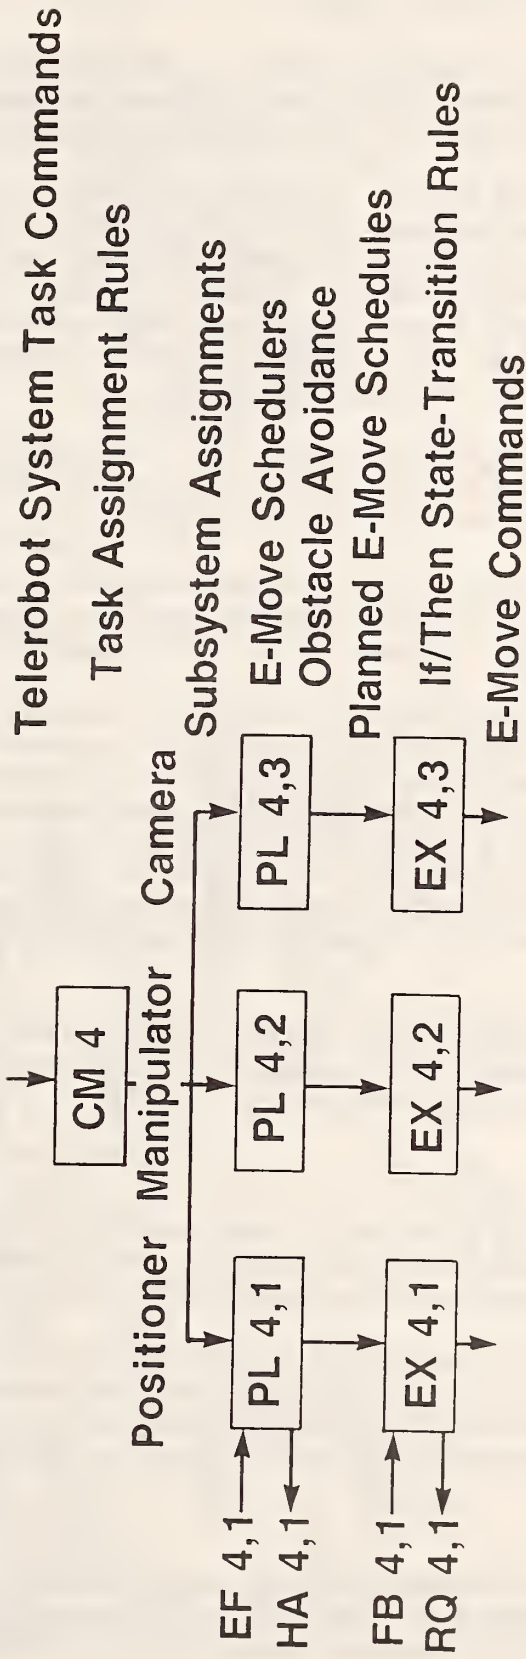 Telerobot System Task Commands
CM 4
Task Assignment Rules
Positioner Manipulator Camera
Subsystem Assignments
EF 4,1
HA 4,1
PL 4,1
PL 4,2
PL 4,3
E-Move Schedulers
Obstacle Avoidance
Planned E-Move Schedules
FB 4,1
RQ 4,1
EX 4,1
EX 4,2
EX 4,3
If/Then State-Transition Rules
E-Move Commands